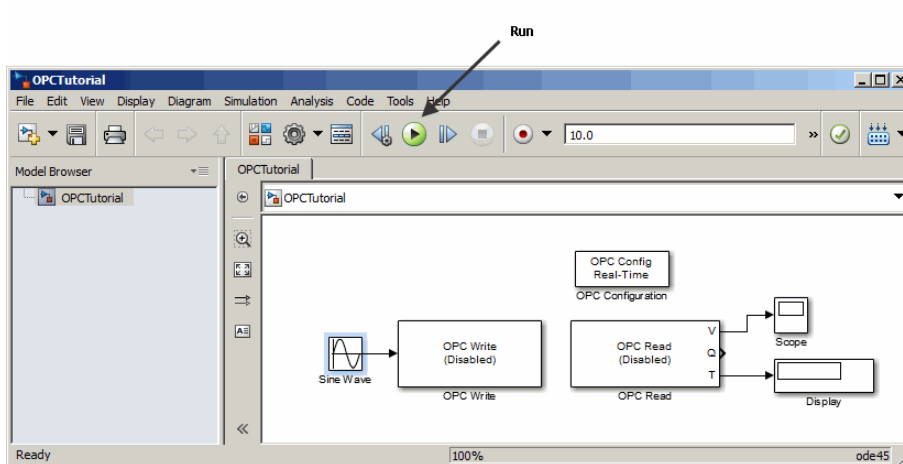 Run
OPCTutorial
File Edit View Display Diagram Simulation Analysis Code Tools Help
10.0
»
Model Browser
OPCTutorial
OPCTutorial
OPCTutorial
OPC Config
Real-Time
OPC Configuration
OPC Write
(Disabled)
OPC Write
Sine Wave
OPC Read
(Disabled)
V
Q
T
OPC Read
Scope
Display
Ready
100%
ode45